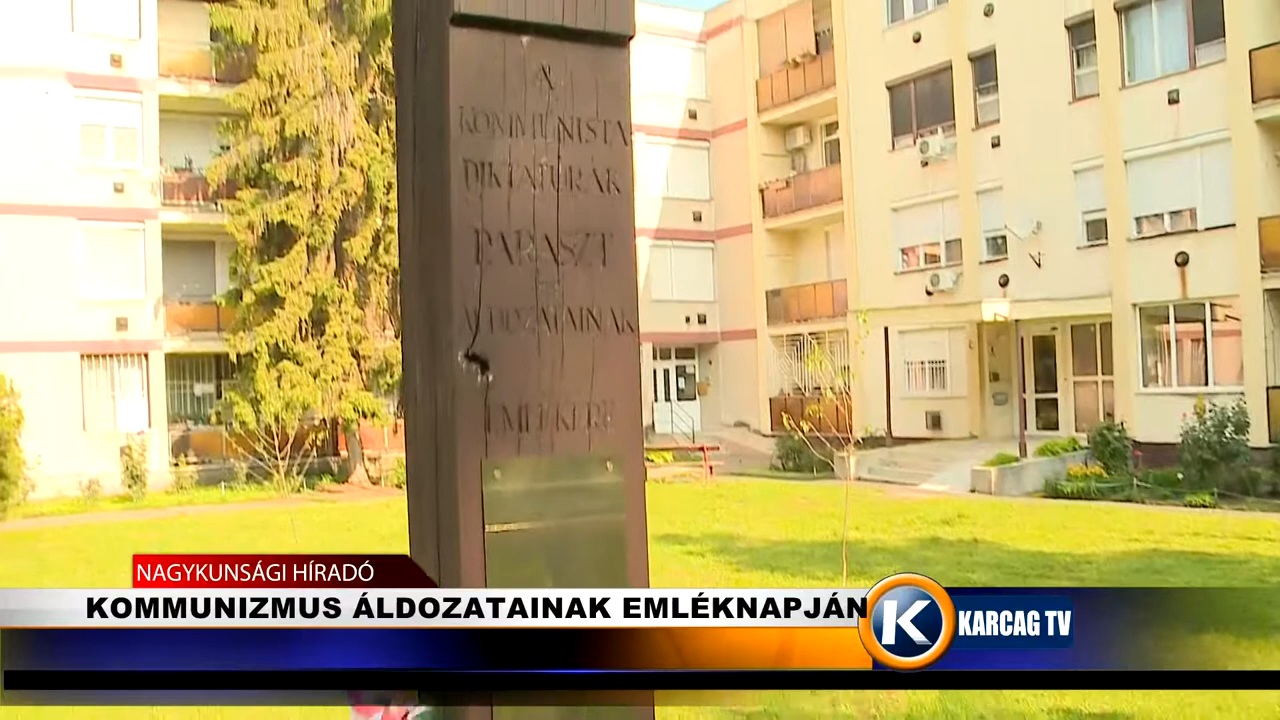 A
KOMMUNISTA
DIKTATÚRÁK
PARASZT
ÁLDOZATAINAK
EMLÉKÉRE
NAGYKUNSÁGI HÍRADÓ
KOMMUNIZMUS ÁLDOZATAINAK EMLÉKNAPJÁN
K KARCAG TV